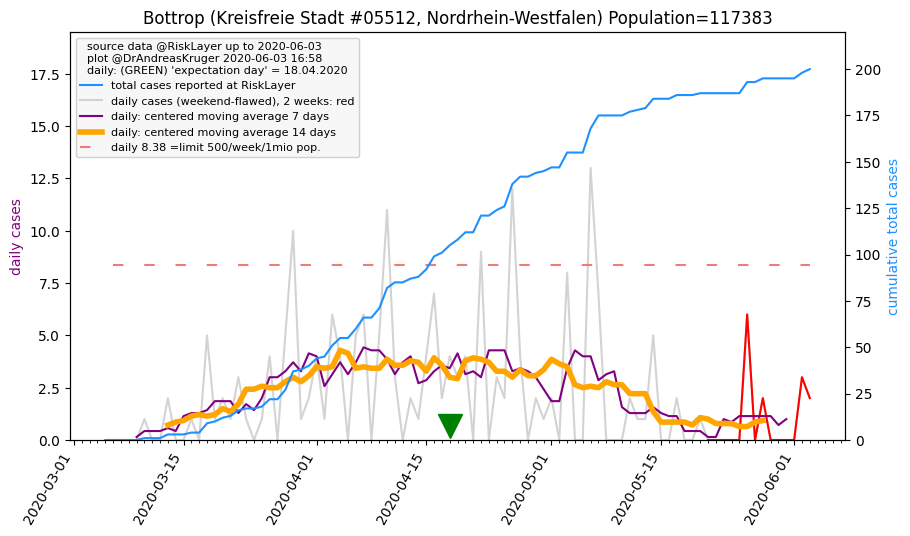 Bottrop (Kreisfreie Stadt #05512, Nordrhein-Westfalen) Population=117383
source data @RiskLayer up to 2020-06-03
plot @DrAndreasKruger 2020-06-03 16:58
daily: (GREEN) 'expectation day' = 18.04.2020
total cases reported at RiskLayer
daily cases (weekend-flawed), 2 weeks: red
daily: centered moving average 7 days
daily: centered moving average 14 days
daily 8.38 =limit 500/week/1mio pop.
daily cases
17.5
15.0
12.5
10.0
7.5
5.0
2.5
0.0
cumulative total cases
200
175
150
125
100
75
50
25
0
2020-03-01
2020-03-15
2020-04-01
2020-04-15
2020-05-01
2020-05-15
2020-06-01